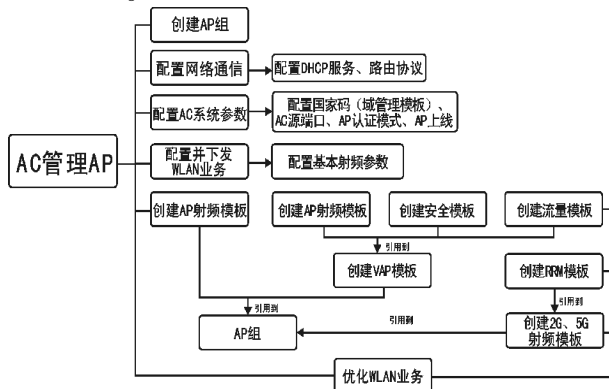 创建AP组
配置网络通信
配置DHCP服务、路由协议
配置AC系统参数
配置国家码（域管理模板）、
AC源端口、AP认证模式、AP上线
AC管理AP
配置并下发
WLAN业务
配置基本射频参数
创建AP射频模板
创建AP射频模板
创建安全模板
创建流量模板
引用到
创建VAP模板
创建RRM模板
引用到
引用到
AP组
引用到
创建2G、5G
射频模板
优化WLAN业务